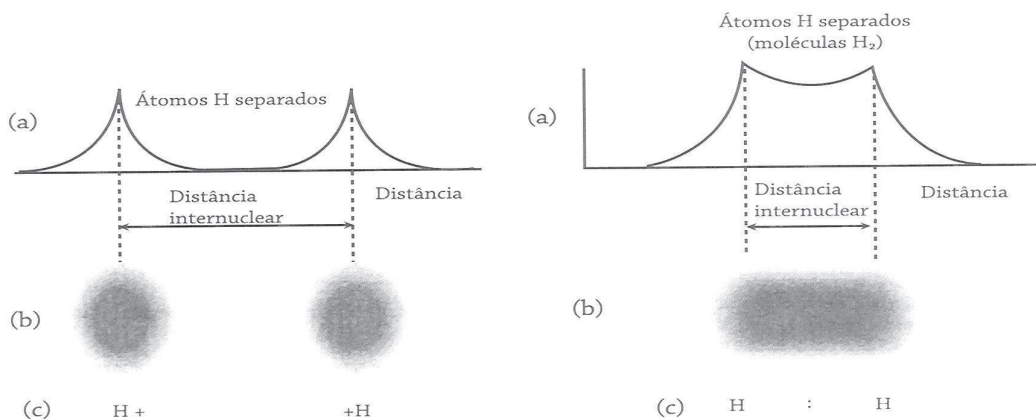 (a)
Átomos H separados
Distância
internuclear
Distância
(b)
(c) H + +H
Átomos H separados
(moléculas H₂)
(a)
Distância
internuclear
Distância
(b)
(c) H : H